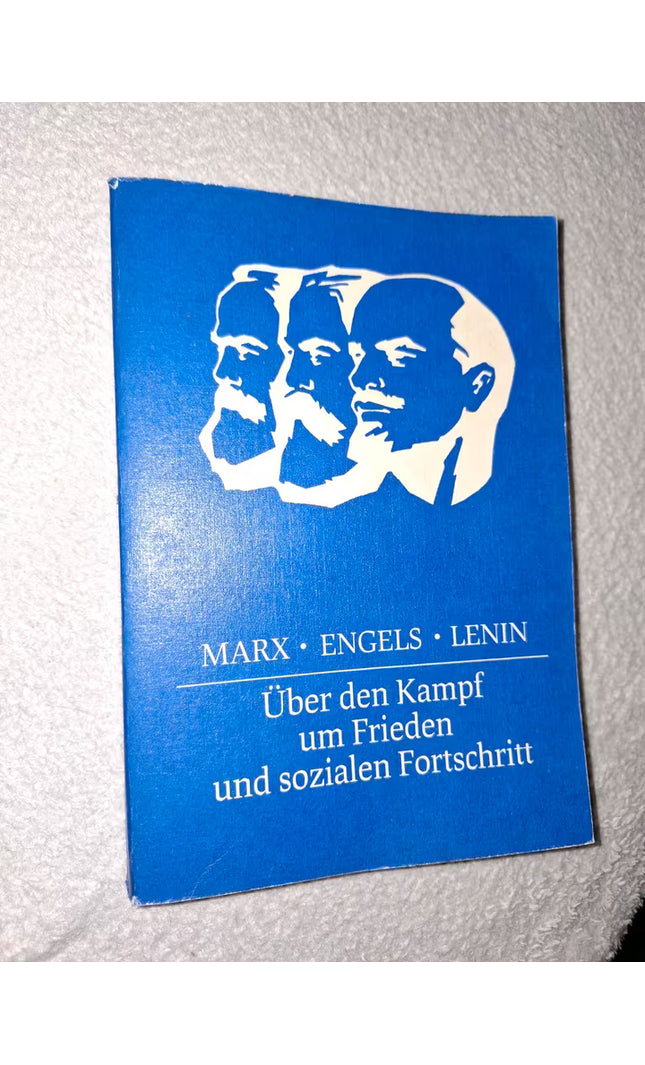 MARX · ENGELS · LENIN
Über den Kampf
um Frieden
und sozialen Fortschritt